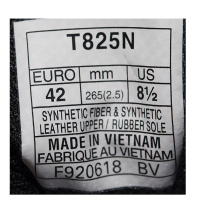 T825N
EURO mm US
42 265(2.5) 8½
SYNTHETIC FIBER & SYNTHETIC
LEATHER UPPER / RUBBER SOLE
MADE IN VIETNAM
FABRIQUE AU VIETNAM
F920618 BV